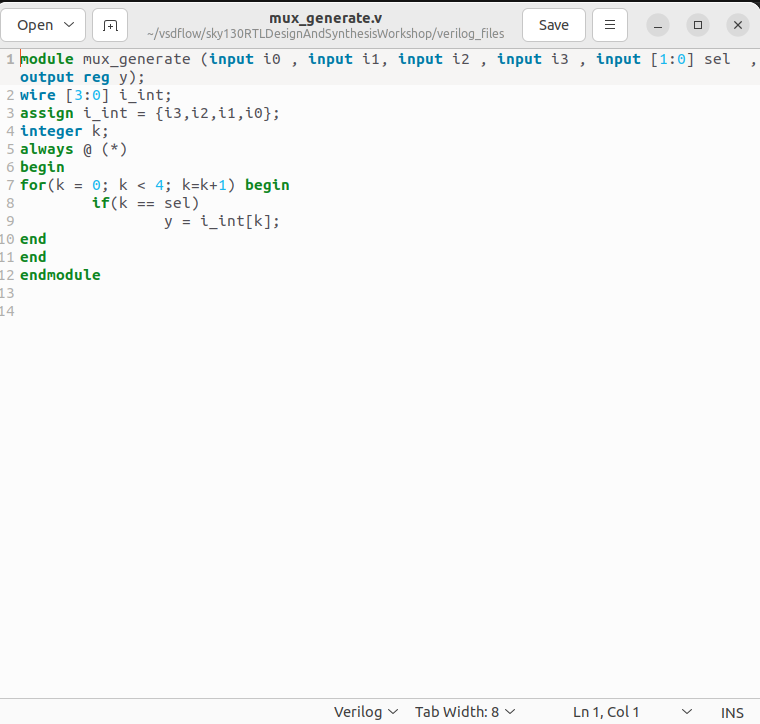 Open
mux_generate.v
~/vsdflow/sky130RTLDesignAndSynthesisWorkshop/verilog_files
Save
1 module mux_generate (input i0 , input i1, input i2 , input i3 , input [1:0] sel  ,
output reg y);
2 wire [3:0] i_int;
3 assign i_int = {i3,i2,i1,i0};
4 integer k;
5 always @ (*)
6 begin
7 for(k = 0; k < 4; k=k+1) begin
8         if(k == sel)
9                 y = i_int[k];
10 end
11 end
12 endmodule
13
14
Verilog Tab Width: 8 Ln 1, Col 1 INS